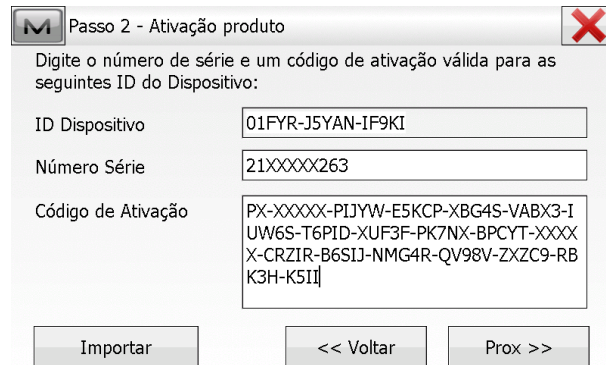 M Passo 2 - Ativação produto
Digite o número de série e um código de ativação válida para as
seguintes ID do Dispositivo:
ID Dispositivo 01FYR-J5YAN-IF9KI
Número Série 21XXXXX263
Código de Ativação PX-XXXXX-PIJYW-E5KCP-XBG4S-VABX3-I
UW6S-T6PID-XUF3F-PK7NX-BPCYT-XXXX
X-CRZIR-B6SIJ-NMG4R-QV98V-ZXZC9-RB
K3H-K5II
Importar << Voltar Prox >>